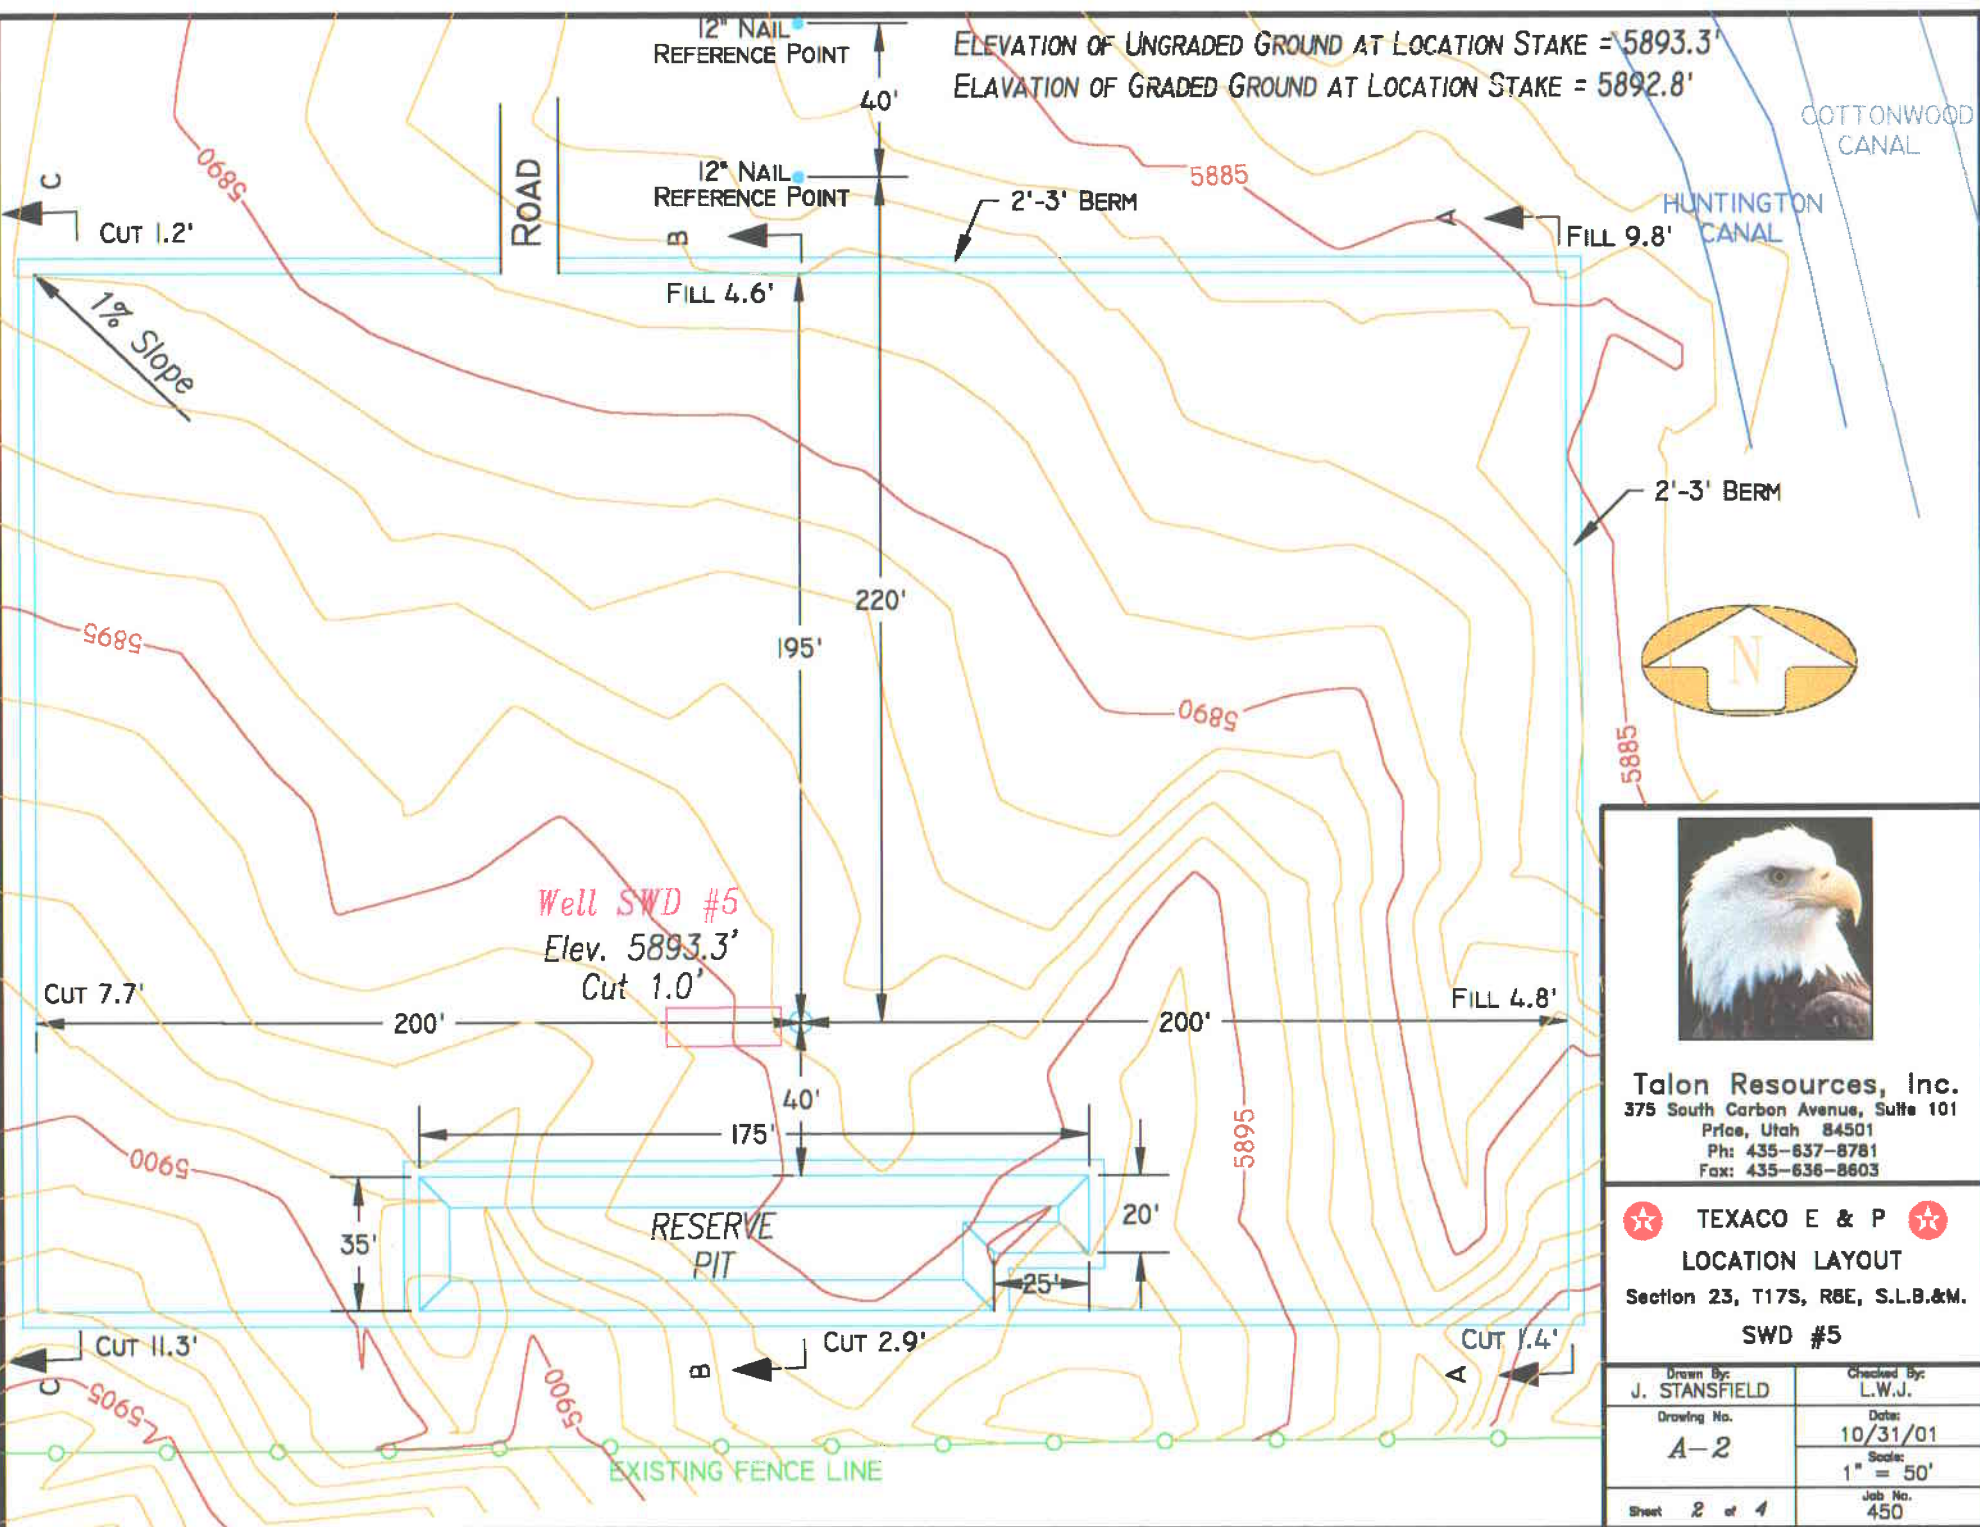 12" NAIL
REFERENCE POINT
ELEVATION OF UNGRADED GROUND AT LOCATION STAKE = 5893.3'
ELAVATION OF GRADED GROUND AT LOCATION STAKE = 5892.8'
40'
COTTONWOOD
CANAL
5890
ROAD
12" NAIL
REFERENCE POINT
5885
2'-3' BERM
HUNTINGTON
CANAL
C
CUT 1.2'
B
A
FILL 9.8'
1% Slope
FILL 4.6'
2'-3' BERM
220'
195'
5895
N
5890
5885
Well SWD #5
Elev. 5893.3'
Cut 1.0'
CUT 7.7'
200'
200'
FILL 4.8'
40'
175'
5895
5900
35'
RESERVE
PIT
20'
25'
CUT 11.3'
C
B
CUT 2.9'
CUT 1.4'
A
5905
5900
EXISTING FENCE LINE
Talon Resources, Inc.
375 South Carbon Avenue, Suite 101
Price, Utah 84501
Ph: 435-637-8781
Fax: 435-636-8603
TEXACO E & P
LOCATION LAYOUT
Section 23, T17S, R8E, S.L.B.&M.
SWD #5
Drawn By:
J. STANSFIELD
Checked By:
L.W.J.
Drawing No.
A-2
Date:
10/31/01
Scale:
1" = 50'
Sheet 2 of 4
Job No.
450